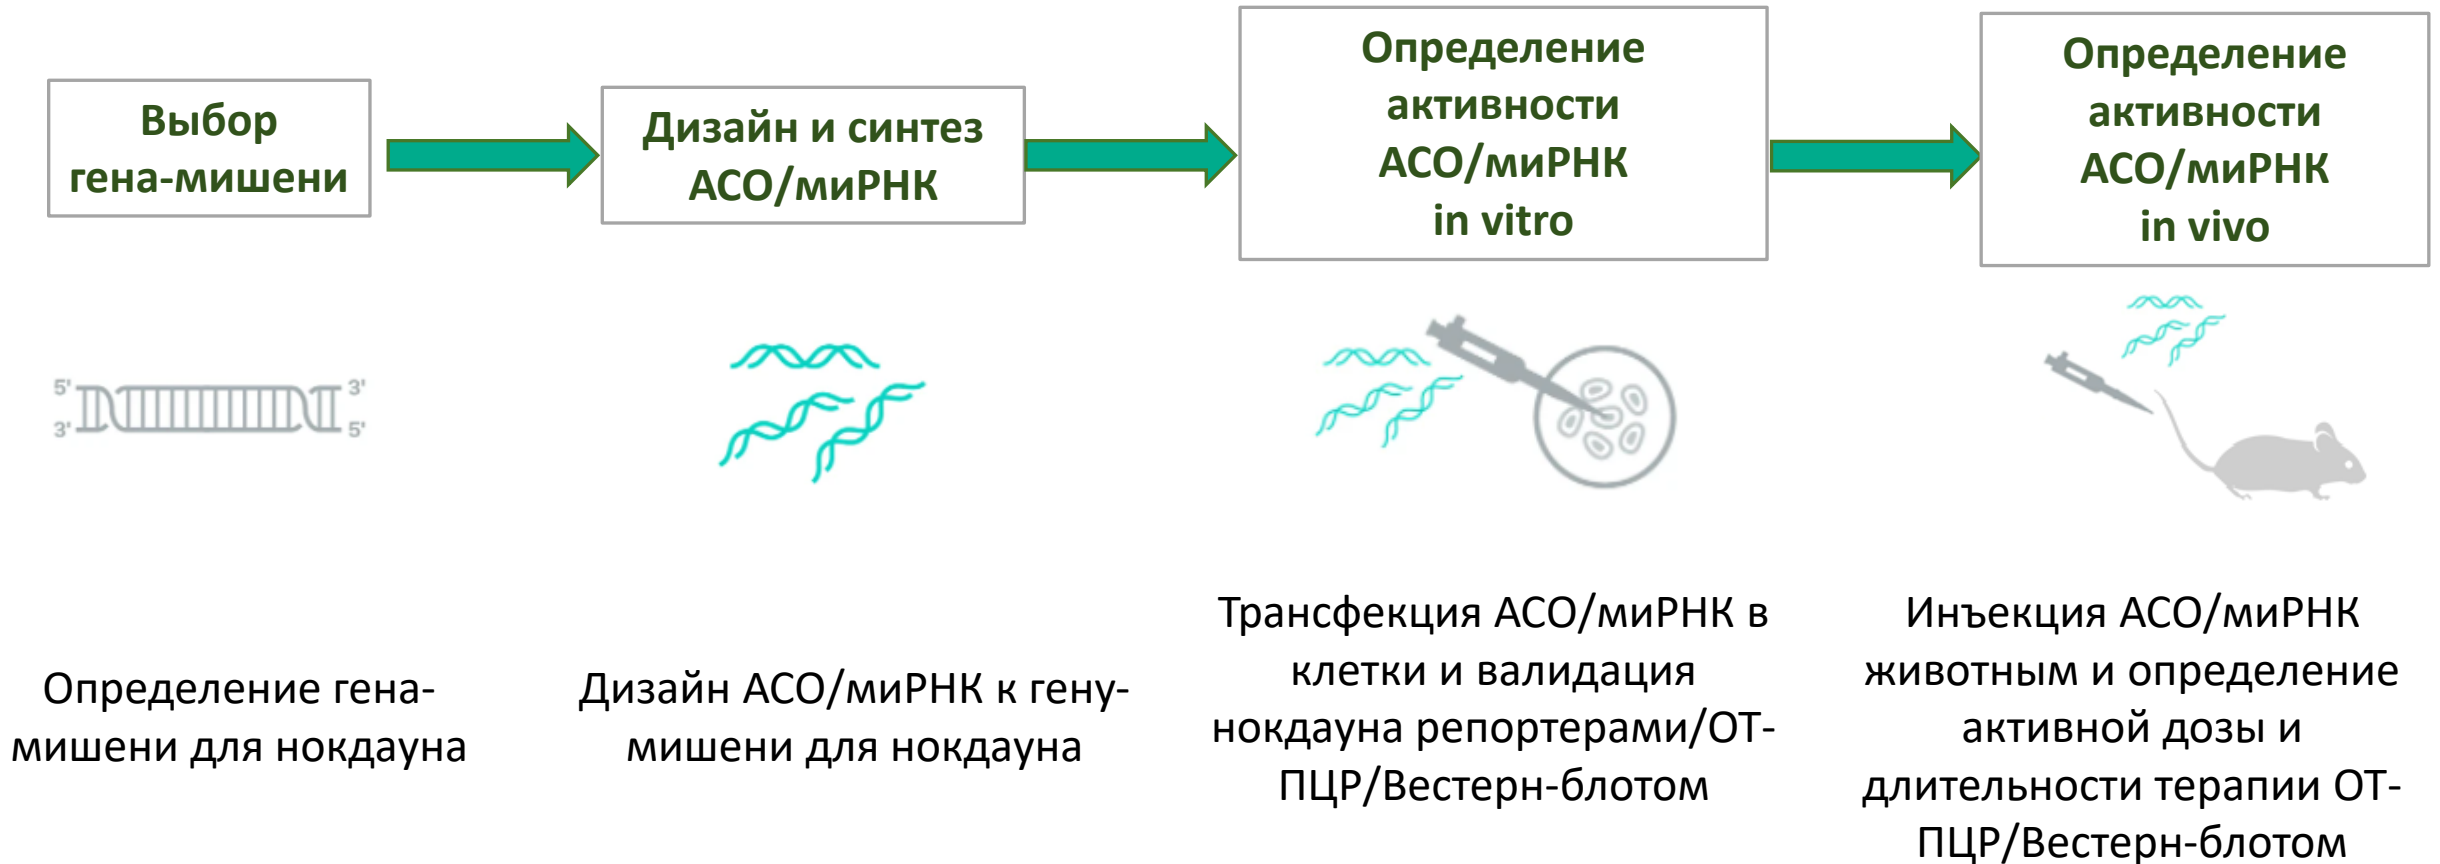 Выбор
гена-мишени
Дизайн и синтез
АСО/миРНК
Определение
активности
АСО/миРНК
in vitro
Определение
активности
АСО/миРНК
in vivo
5' 3'
3' 5'
Определение гена-
мишени для нокдауна
Дизайн АСО/миРНК к гену-
мишени для нокдауна
Трансфекция АСО/миРНК в
клетки и валидация
нокдауна репортерами/ОТ-
ПЦР/Вестерн-блотом
Инъекция АСО/миРНК
животным и определение
активной дозы и
длительности терапии ОТ-
ПЦР/Вестерн-блотом